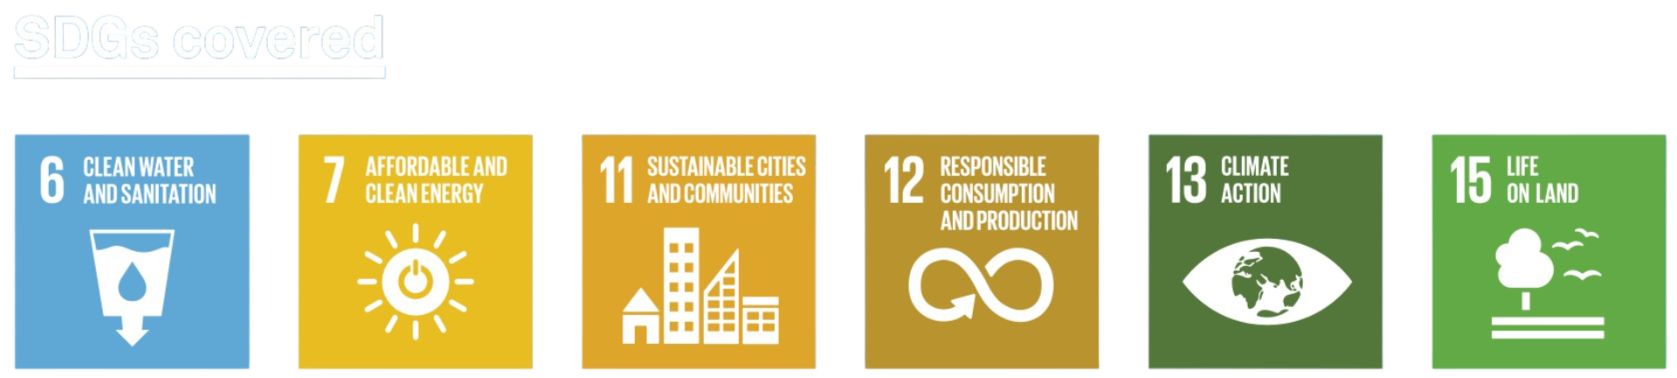 SDGs covered
6 CLEAN WATER
AND SANITATION
7 AFFORDABLE AND
CLEAN ENERGY
11 SUSTAINABLE CITIES
AND COMMUNITIES
12 RESPONSIBLE
CONSUMPTION
AND PRODUCTION
13 CLIMATE
ACTION
15 LIFE
ON LAND